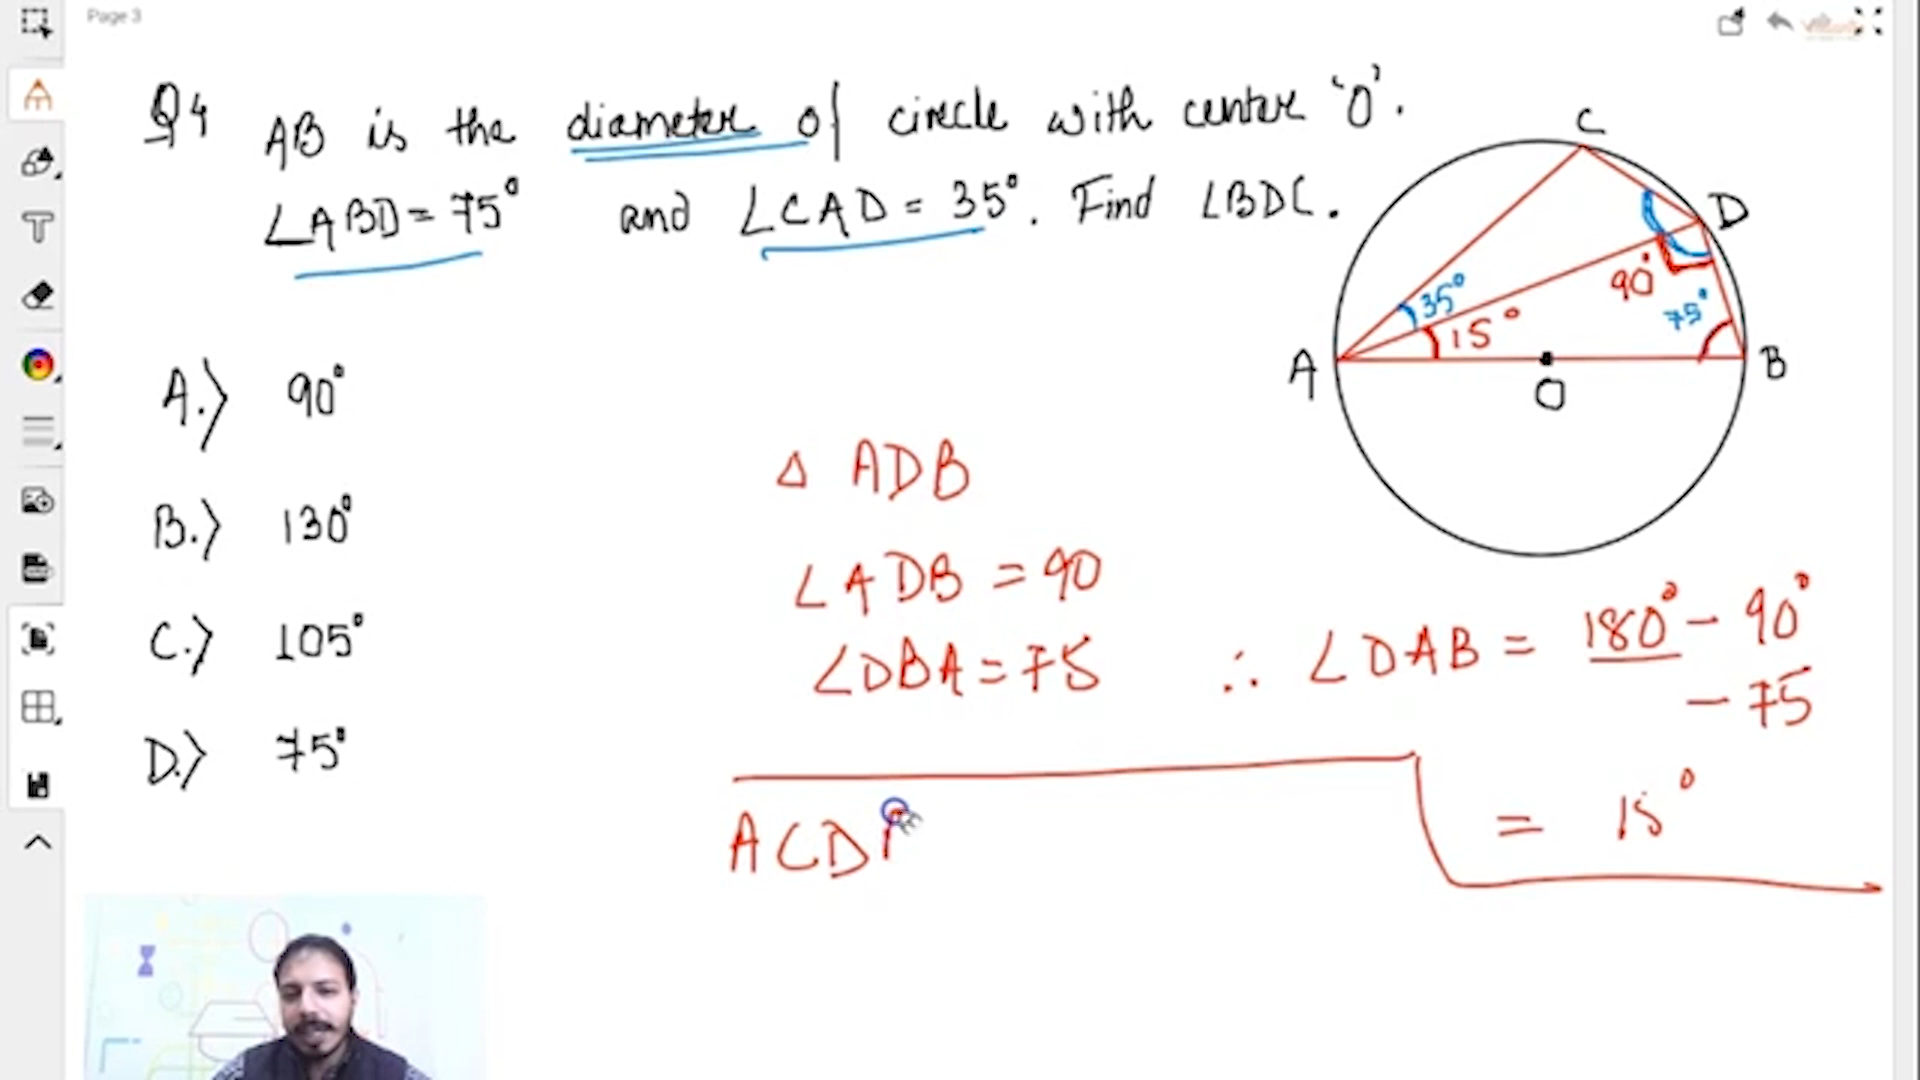 Page 3
Q4 AB is the diameter of circle with center 'O'.
∠ABD = 75° and ∠CAD = 35°. Find ∠BDC.
A.) 90°
B.) 130°
C.) 105°
D.) 75°
C
D
35°
15°
90°
75°
A
B
O
Δ ADB
∠ADB = 90
∠DBA = 75
∴ ∠DAB = 180° - 90°
- 75
= 15°
ACD